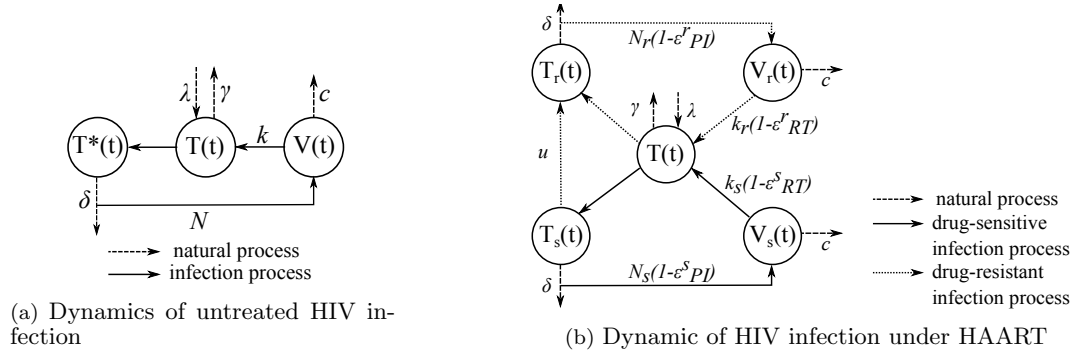 λ
γ
c
T*(t)
T(t)
k
V(t)
δ
N
natural process
infection process
(a) Dynamics of untreated HIV in-
fection
δ
N_r(1-ε^r_PI)
T_r(t)
V_r(t)
c
γ
λ
k_r(1-ε^r_RT)
u
T(t)
k_s(1-ε^s_RT)
T_s(t)
V_s(t)
c
δ
N_s(1-ε^s_PI)
natural process
drug-sensitive
infection process
drug-resistant
infection process
(b) Dynamic of HIV infection under HAART